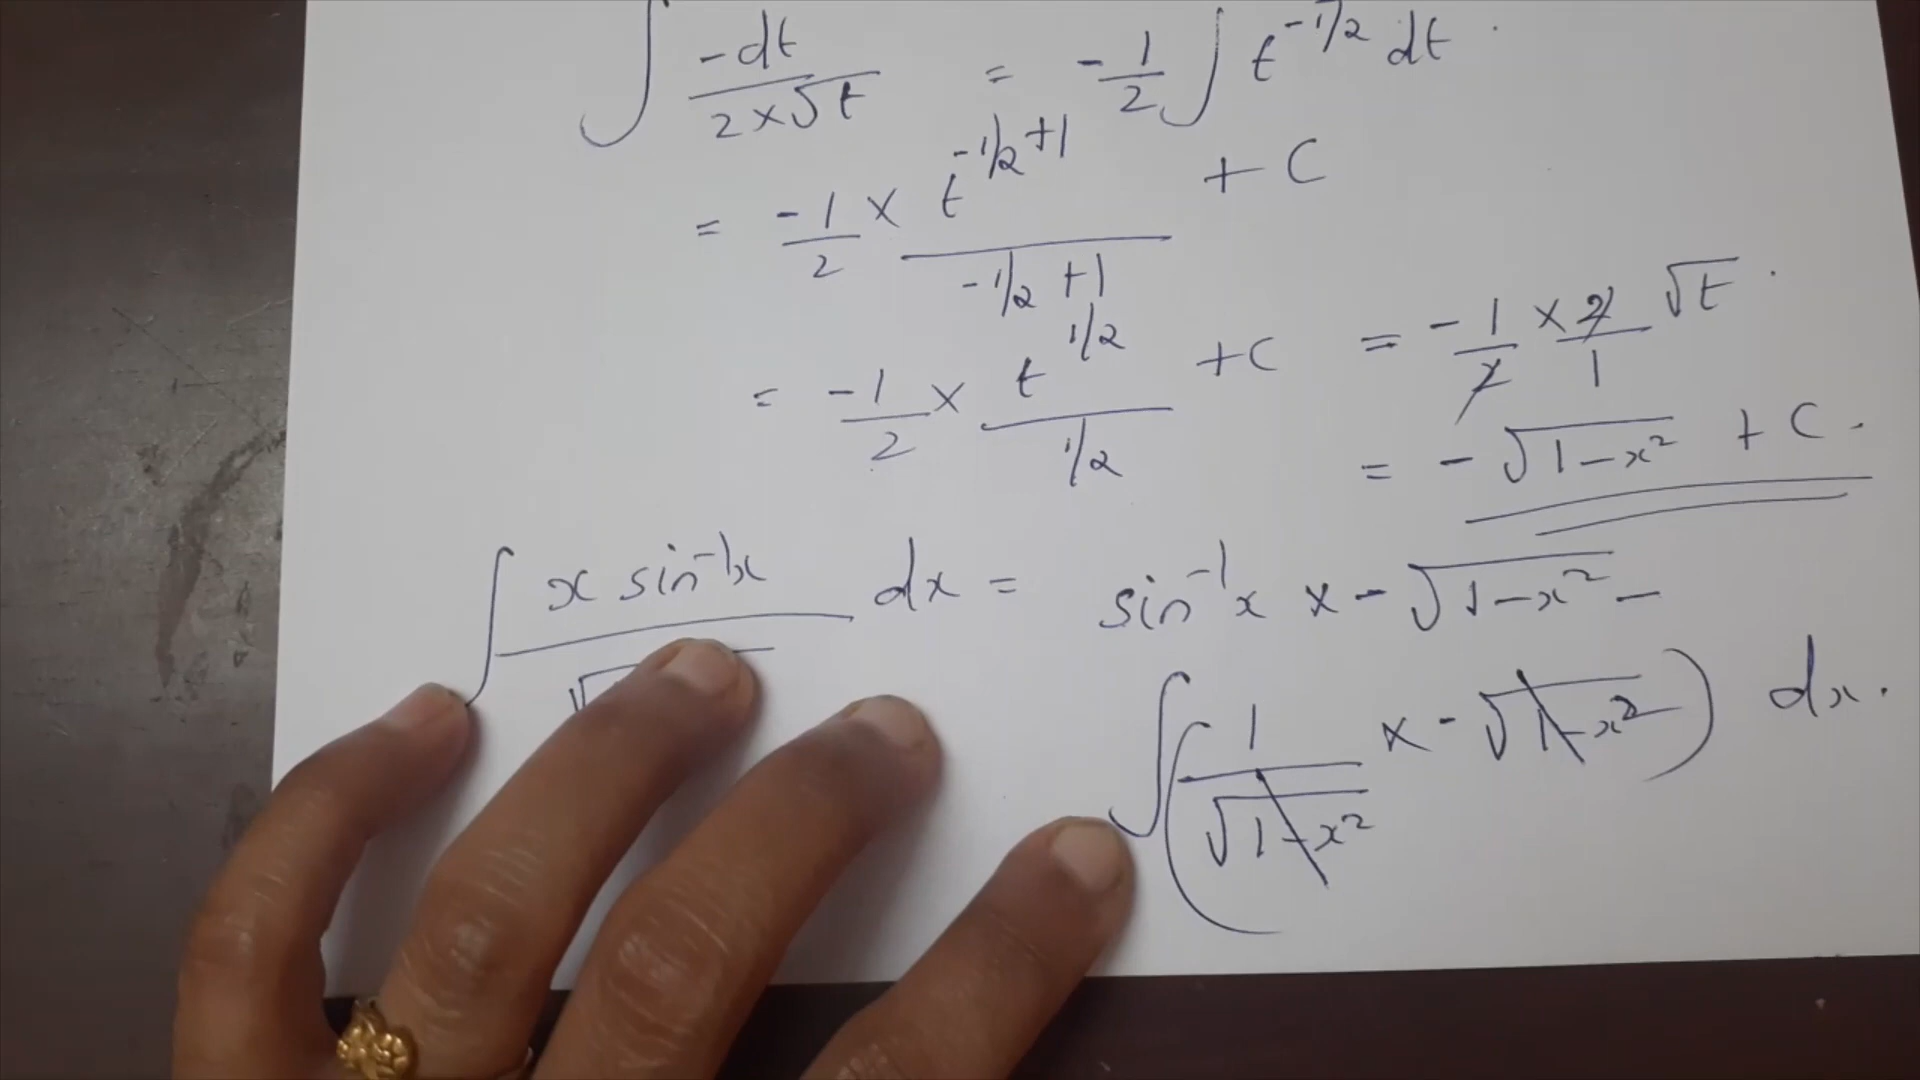 ∫ -dt / 2×√t = -1/2 ∫ t^{-1/2} dt.
= -1/2 × t^{-1/2+1} / -1/2+1 + C
= -1/2 × t^{1/2} / 1/2 + C = -1/2 × 2/1 √t.
= -√1-x² + C.
∫ x sin⁻¹x / √ dx = sin⁻¹x × -√1-x² -
∫ (1/√1-x² × -√1-x²) dx.